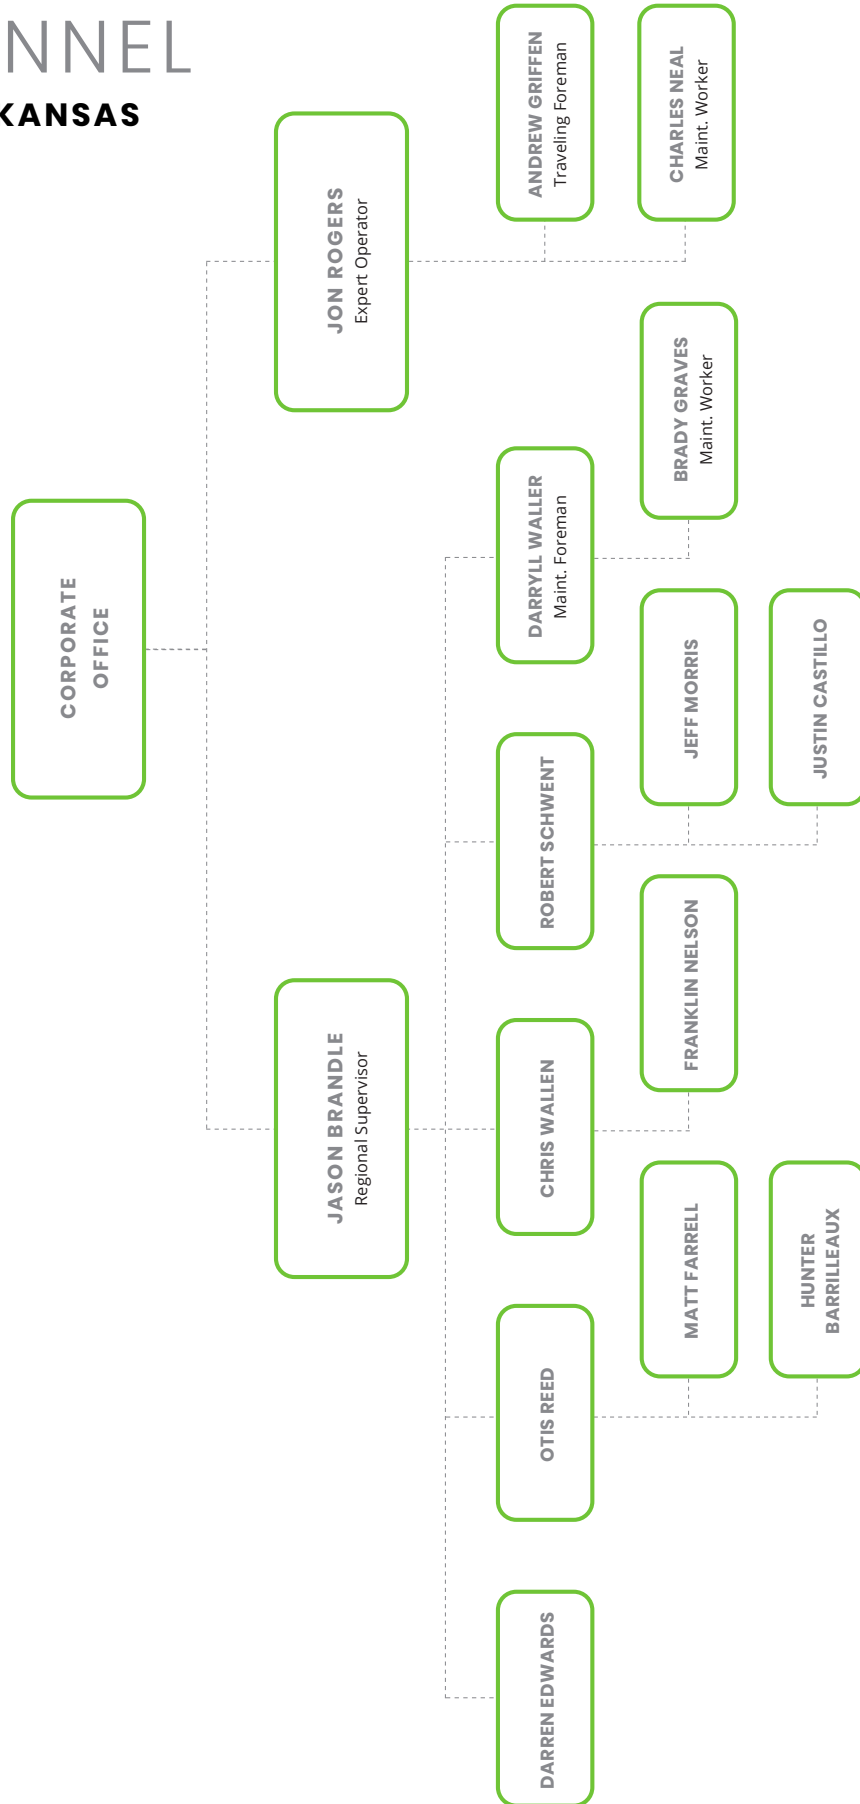 NNEL
KANSAS
CORPORATE
OFFICE
JASON BRANDLE
Regional Supervisor
JON ROGERS
Expert Operator
DARREN EDWARDS
OTIS REED
CHRIS WALLEN
ROBERT SCHWENT
DARRYLL WALLER
Maint. Foreman
ANDREW GRIFFEN
Traveling Foreman
MATT FARRELL
FRANKLIN NELSON
JEFF MORRIS
BRADY GRAVES
Maint. Worker
CHARLES NEAL
Maint. Worker
HUNTER
BARRILLEAUX
JUSTIN CASTILLO